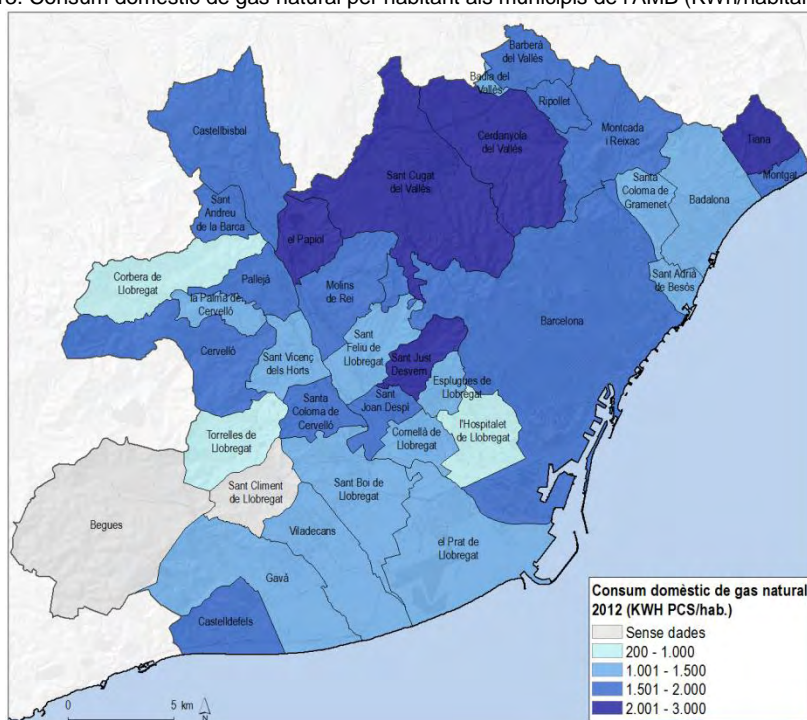 Consum domèstic de gas natural per habitant als municipis de l'AMB (KWh/habitan
Barberà
del Vallès
Badia del
Vallès
Ripollet
Castellbisbal
Montcada
i Reixac
Cerdanyola
del Vallès
Tiana
Sant Cugat
del Vallès
Montgat
Santa
Coloma de
Gramenet
Badalona
Sant
Andreu
de la Barca
el Papiol
Corbera de
Llobregat
Pallejà
Molins
de Rei
Sant Adrià
de Besòs
la Palma de
Cervelló
Barcelona
Cervelló
Sant Vicenç
dels Horts
Sant
Feliu de
Llobregat
Sant Just
Desvern
Esplugues de
Llobregat
Santa
Coloma de
Cervelló
Sant
Joan Despí
Torrelles de
Llobregat
Cornellà de
Llobregat
l'Hospitalet
de Llobregat
Sant Climent
de Llobregat
Sant Boi de
Llobregat
Begues
Viladecans
el Prat de
Llobregat
Gavà
Castelldefels
Consum domèstic de gas natural
2012 (KWH PCS/hab.)
Sense dades
200 - 1.000
1.001 - 1.500
1.501 - 2.000
2.001 - 3.000
0 5 km
N